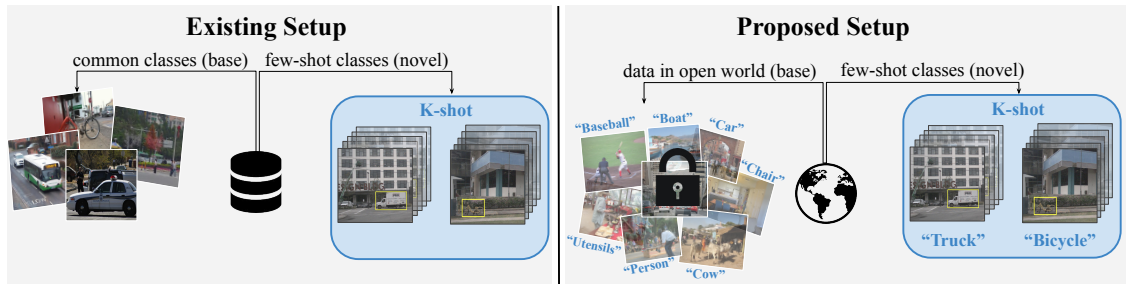 Existing Setup
common classes (base)
few-shot classes (novel)
K-shot
Proposed Setup
data in open world (base)
few-shot classes (novel)
“Baseball”
“Boat”
“Car”
“Chair”
“Utensils”
“Person”
“Cow”
K-shot
“Truck”
“Bicycle”